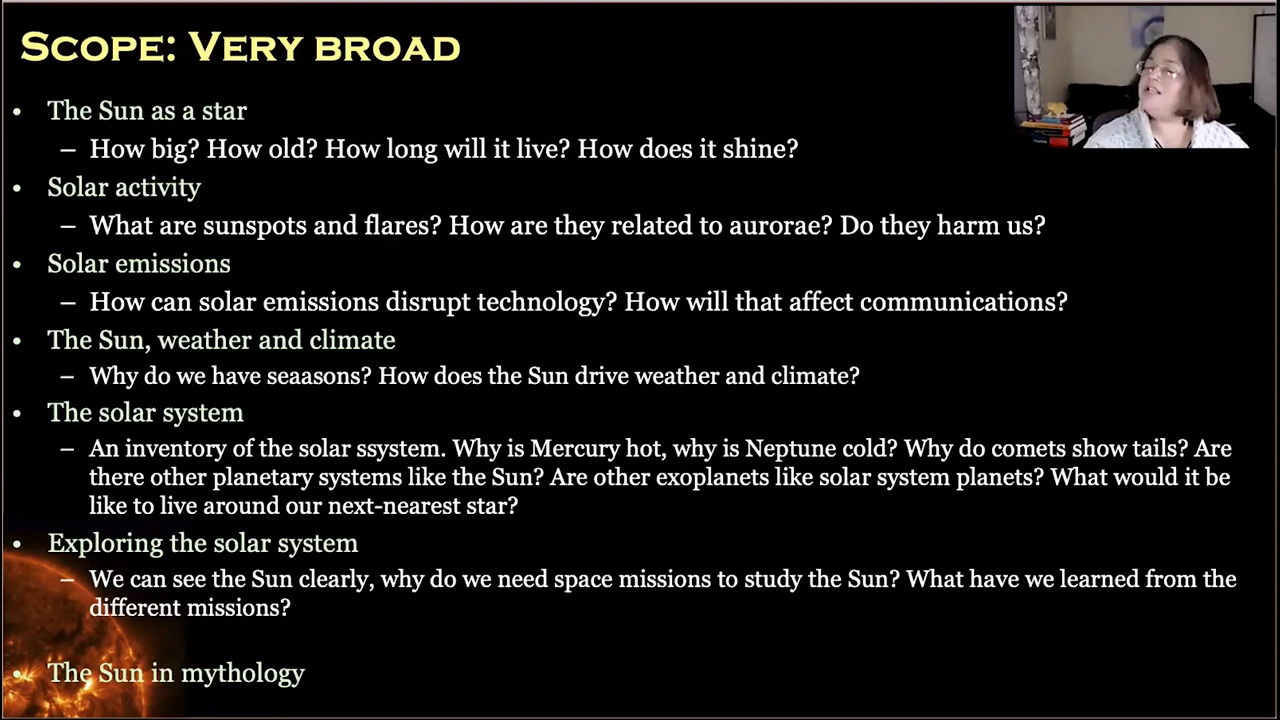 SCOPE: VERY BROAD
• The Sun as a star
– How big? How old? How long will it live? How does it shine?
• Solar activity
– What are sunspots and flares? How are they related to aurorae? Do they harm us?
• Solar emissions
– How can solar emissions disrupt technology? How will that affect communications?
• The Sun, weather and climate
– Why do we have seaasons? How does the Sun drive weather and climate?
• The solar system
– An inventory of the solar ssystem. Why is Mercury hot, why is Neptune cold? Why do comets show tails? Are
there other planetary systems like the Sun? Are other exoplanets like solar system planets? What would it be
like to live around our next-nearest star?
• Exploring the solar system
– We can see the Sun clearly, why do we need space missions to study the Sun? What have we learned from the
different missions?
• The Sun in mythology